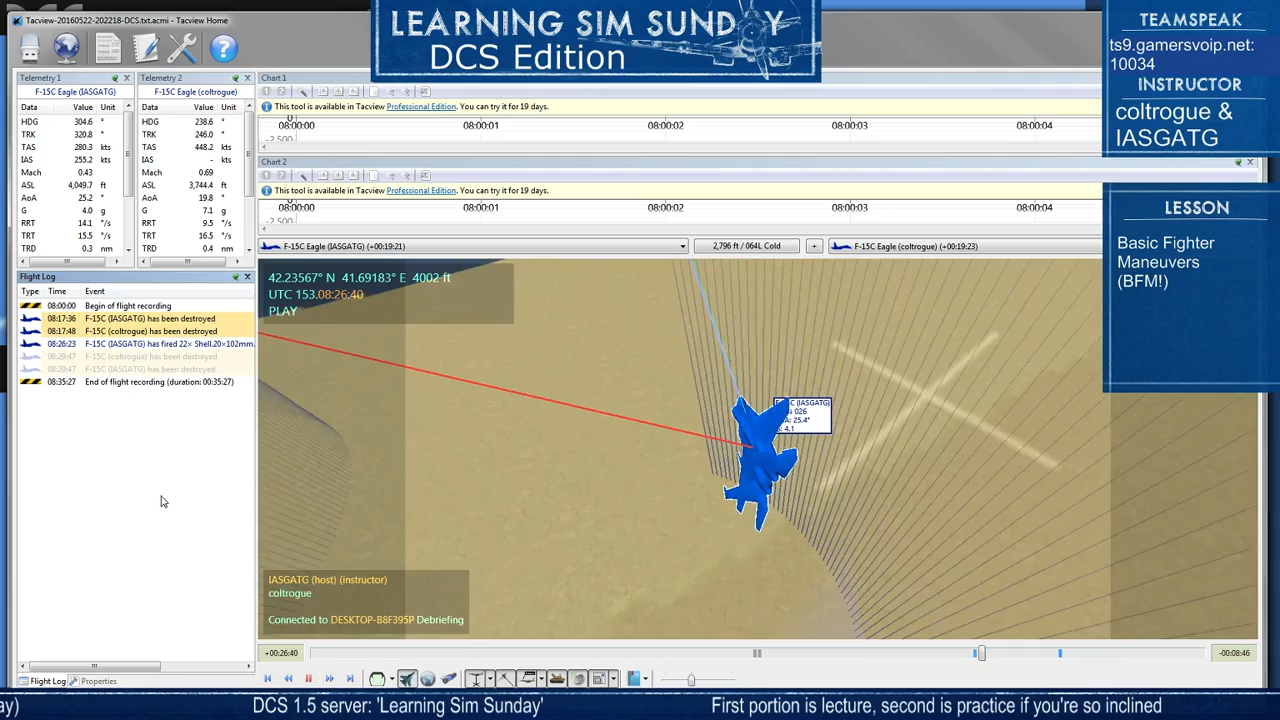 Tacview-20160522-202218-DCS.txt.acmi - Tacview Home
LEARNING SIM SUNDAY
DCS Edition
TEAMSPEAK
ts9.gamersvoip.net:
10034
INSTRUCTOR
coltrogue &
IASGATG
LESSON
Basic Fighter
Maneuvers
(BFM!)
Telemetry 1
F-15C Eagle (IASGATG)
Data Value Unit
HDG 304.6 °
TRK 320.8 °
TAS 280.3 kts
IAS 255.2 kts
Mach 0.43
ASL 4,049.7 ft
AoA 25.2 °
G 4.0 g
RRT 14.1 °/s
TRT 15.5 °/s
TRD 0.3 nm
Telemetry 2
F-15C Eagle (coltrogue)
Data Value Unit
HDG 238.6 °
TRK 246.0 °
TAS 448.2 kts
IAS - kts
Mach 0.69
ASL 3,744.4 ft
AoA 19.8 °
G 7.1 g
RRT 9.5 °/s
TRT 16.5 °/s
TRD 0.4 nm
Chart 1
This tool is available in Tacview Professional Edition. You can try it for 19 days.
08:00:00 08:00:01 08:00:02 08:00:03 08:00:04
-2,500
Chart 2
This tool is available in Tacview Professional Edition. You can try it for 19 days.
08:00:00 08:00:01 08:00:02 08:00:03 08:00:04
-2,500
F-15C Eagle (IASGATG) (+00:19:21)
2,796 ft / 064L Cold
+
F-15C Eagle (coltrogue) (+00:19:23)
Flight Log
Type Time Event
08:00:00 Begin of flight recording
08:17:36 F-15C (IASGATG) has been destroyed
08:17:48 F-15C (coltrogue) has been destroyed
08:26:23 F-15C (IASGATG) has fired 22× Shell.20×102mm.
08:29:47 F-15C (coltrogue) has been destroyed
08:29:47 F-15C (IASGATG) has been destroyed
08:35:27 End of flight recording (duration: 00:35:27)
42.23567° N 41.69183° E 4002 ft
UTC 153.08:26:40
PLAY
(IASGATG)
026
25.4°
4.1
IASGATG (host) (instructor)
coltrogue
Connected to DESKTOP-B8F395P Debriefing
+00:26:40
-00:08:46
Flight Log Properties
DCS 1.5 server: 'Learning Sim Sunday'
First portion is lecture, second is practice if you're so inclined